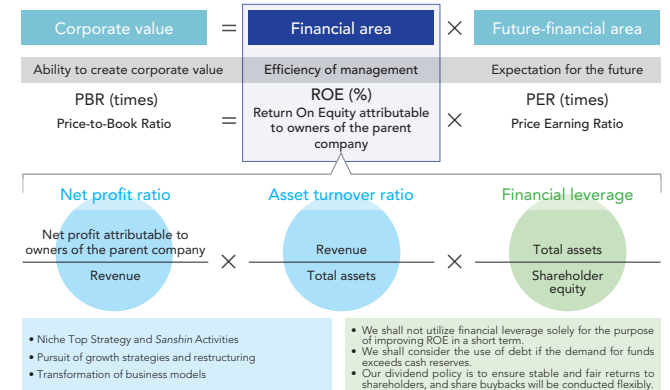 Corporate value = Financial area × Future-financial area
Ability to create corporate value Efficiency of management Expectation for the future
PBR (times) ROE (%) PER (times)
Price-to-Book Ratio = Return On Equity attributable × Price Earning Ratio
to owners of the parent
company
Net profit ratio Asset turnover ratio Financial leverage
Net profit attributable to
owners of the parent company × Revenue × Total assets
Revenue Total assets Shareholder
equity
• Niche Top Strategy and Sanshin Activities
• Pursuit of growth strategies and restructuring
• Transformation of business models
• We shall not utilize financial leverage solely for the purpose
of improving ROE in a short term.
• We shall consider the use of debt if the demand for funds
exceeds cash reserves.
• Our dividend policy is to ensure stable and fair returns to
shareholders, and share buybacks will be conducted flexibly.